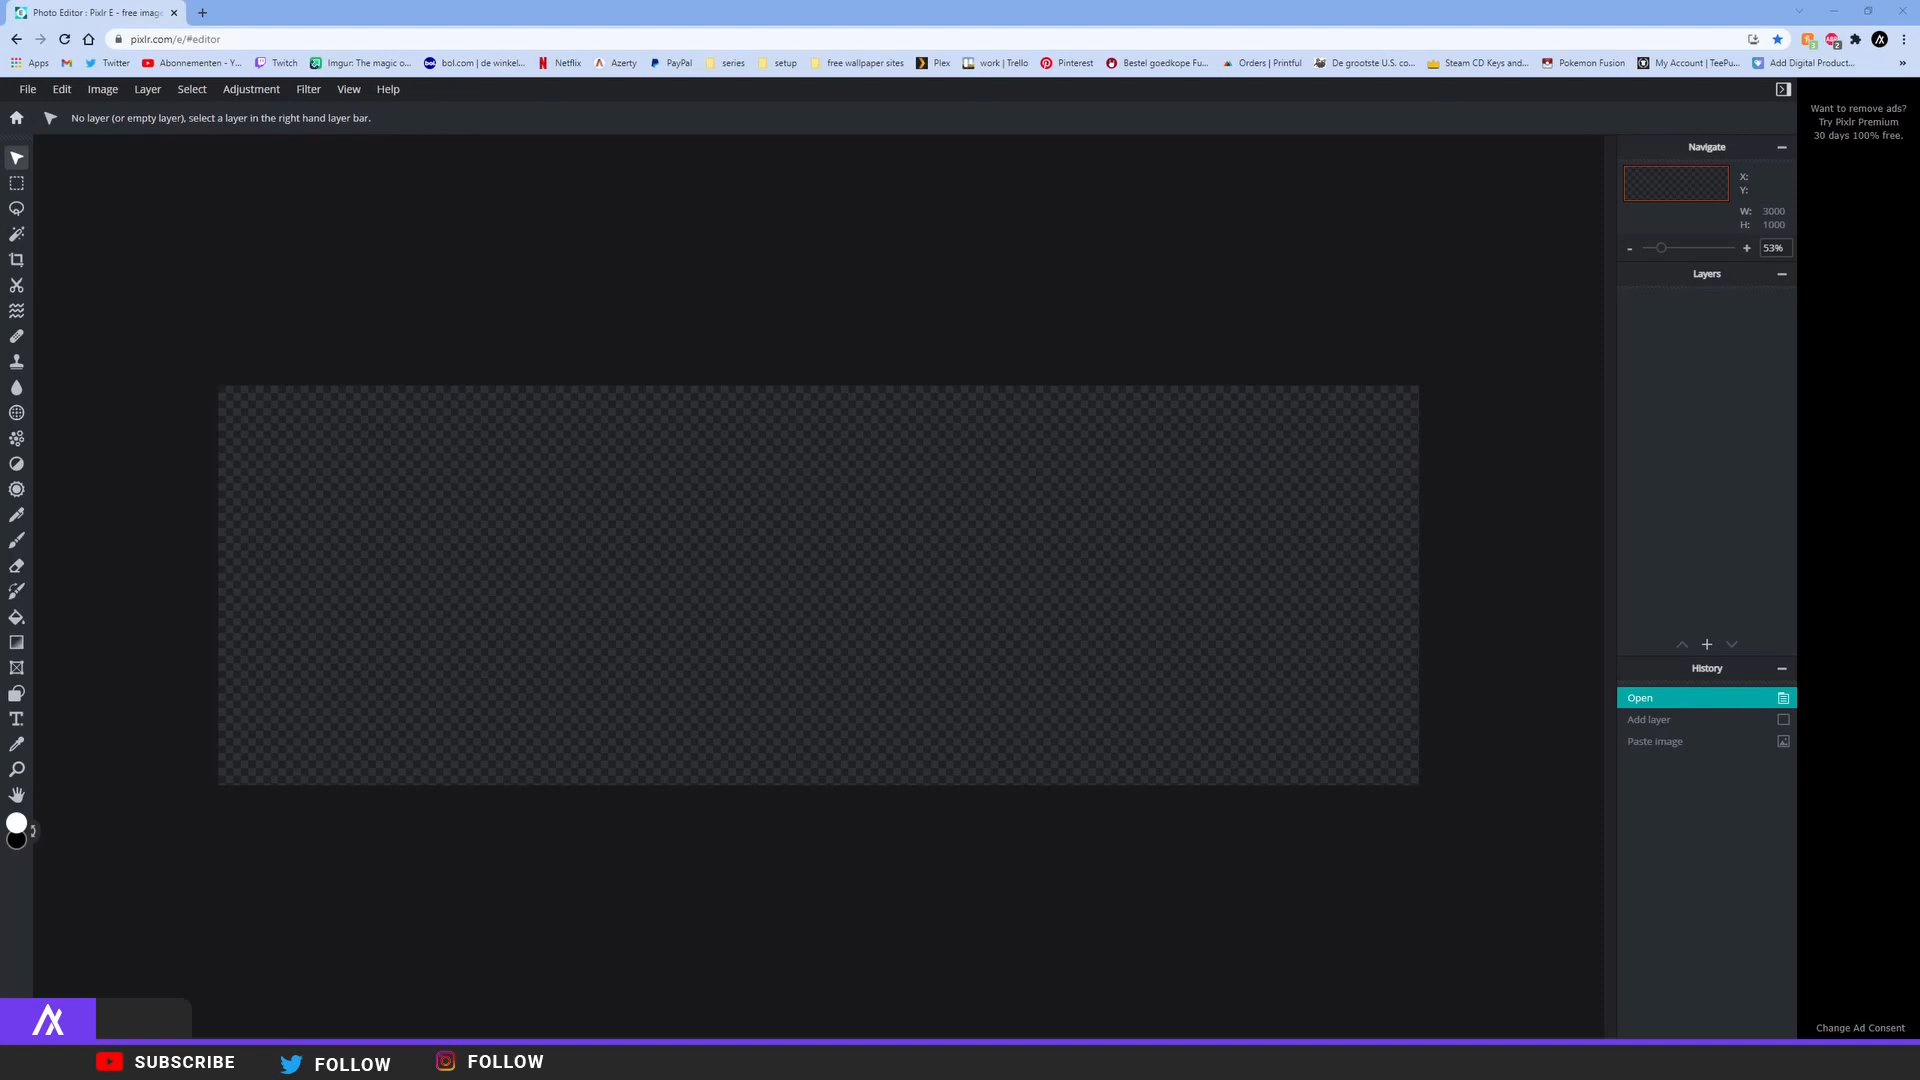 Photo Editor : Pixlr E - free imag
pixlr.com/e/#editor
Apps
Twitter
Abonnementen - Y...
Twitch
Imgur: The magic o...
bol.com | de winkel...
Netflix
Azerty
PayPal
series
setup
free wallpaper sites
Plex
work | Trello
Pinterest
Bestel goedkope Fu...
Orders | Printful
De grootste U.S. co...
Steam CD Keys and...
Pokemon Fusion
My Account | TeePu...
Add Digital Product...
»
File
Edit
Image
Layer
Select
Adjustment
Filter
View
Help
No layer (or empty layer), select a layer in the right hand layer bar.
Want to remove ads?
Try Pixlr Premium
30 days 100% free.
Navigate
X:
Y:
W: 3000
H: 1000
53%
Layers
History
Open
Add layer
Paste image
Change Ad Consent
SUBSCRIBE
FOLLOW
FOLLOW